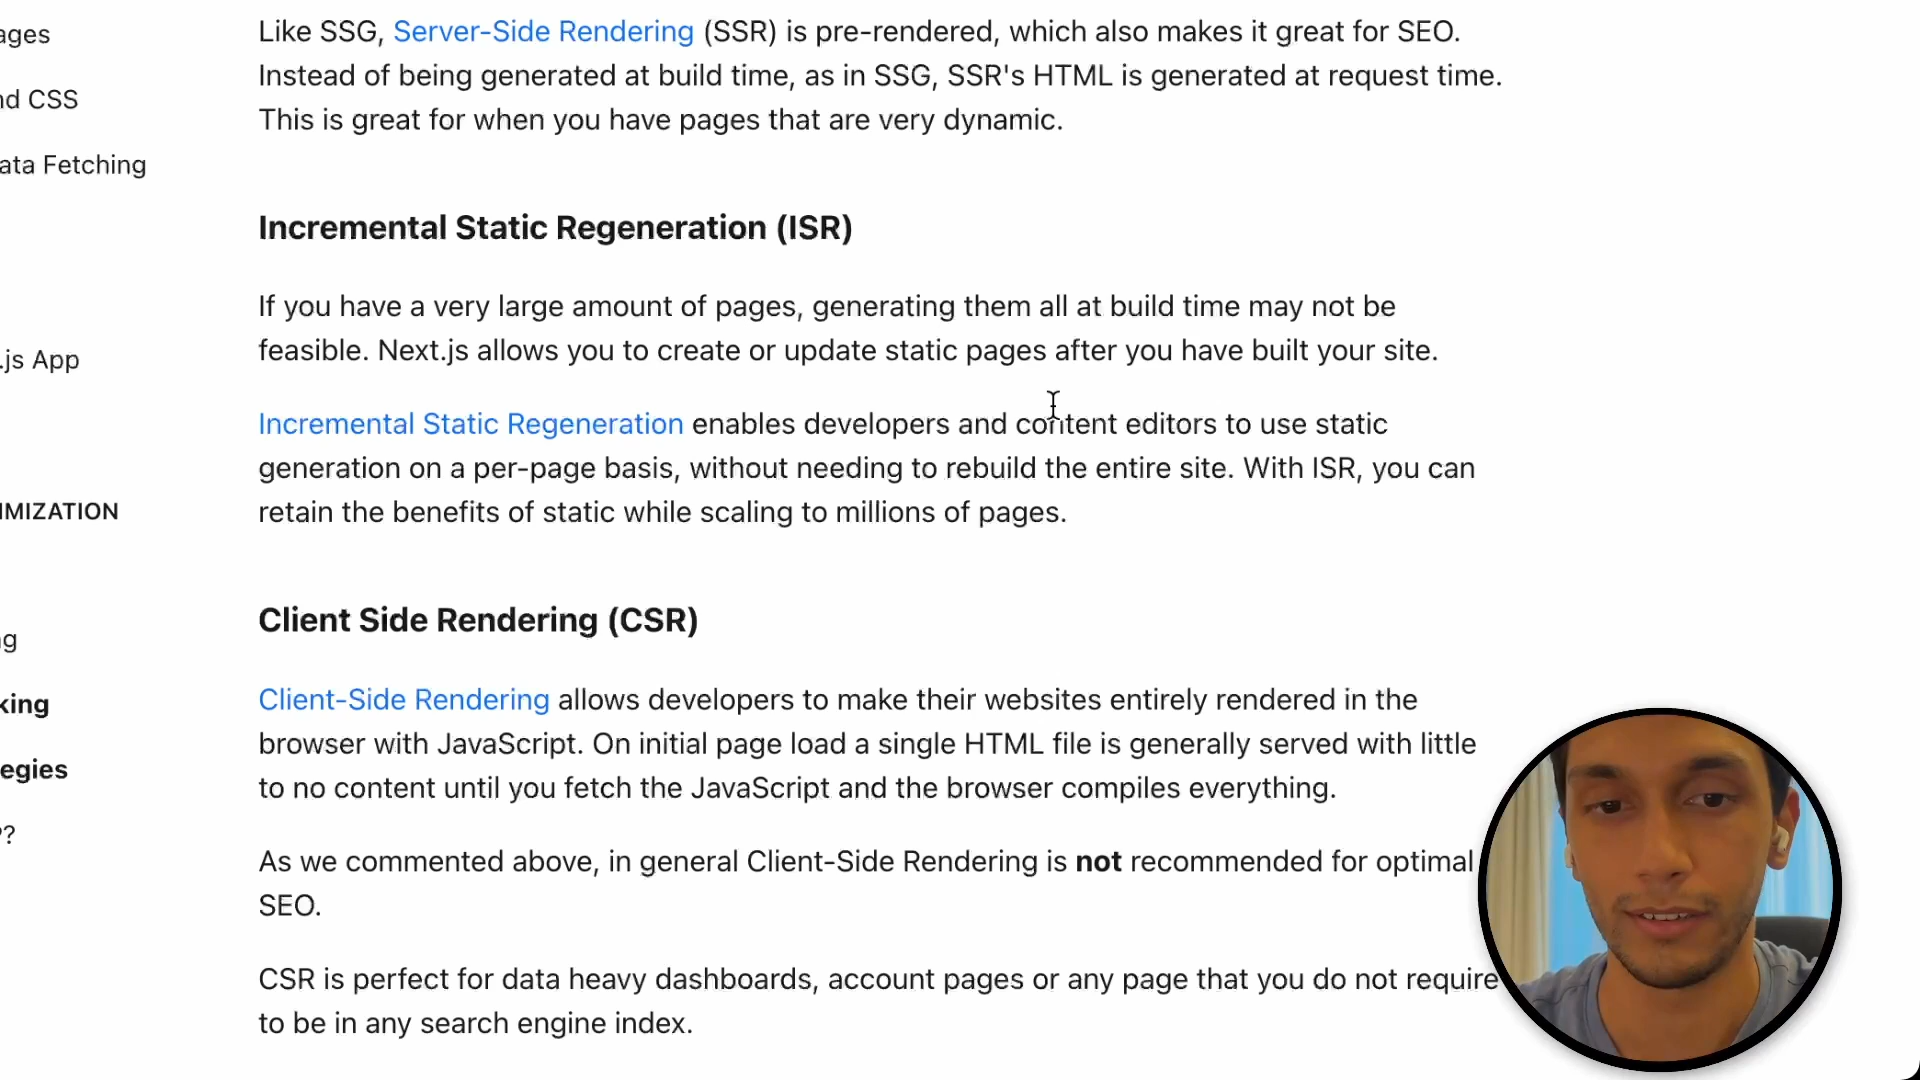 ages
nd CSS
ata Fetching
.js App
IMIZATION
ng
king
egies
??
Like SSG, Server-Side Rendering (SSR) is pre-rendered, which also makes it great for SEO.
Instead of being generated at build time, as in SSG, SSR's HTML is generated at request time.
This is great for when you have pages that are very dynamic.
Incremental Static Regeneration (ISR)
If you have a very large amount of pages, generating them all at build time may not be
feasible. Next.js allows you to create or update static pages after you have built your site.
Incremental Static Regeneration enables developers and content editors to use static
generation on a per-page basis, without needing to rebuild the entire site. With ISR, you can
retain the benefits of static while scaling to millions of pages.
Client Side Rendering (CSR)
Client-Side Rendering allows developers to make their websites entirely rendered in the
browser with JavaScript. On initial page load a single HTML file is generally served with little
to no content until you fetch the JavaScript and the browser compiles everything.
As we commented above, in general Client-Side Rendering is not recommended for optimal
SEO.
CSR is perfect for data heavy dashboards, account pages or any page that you do not require
to be in any search engine index.